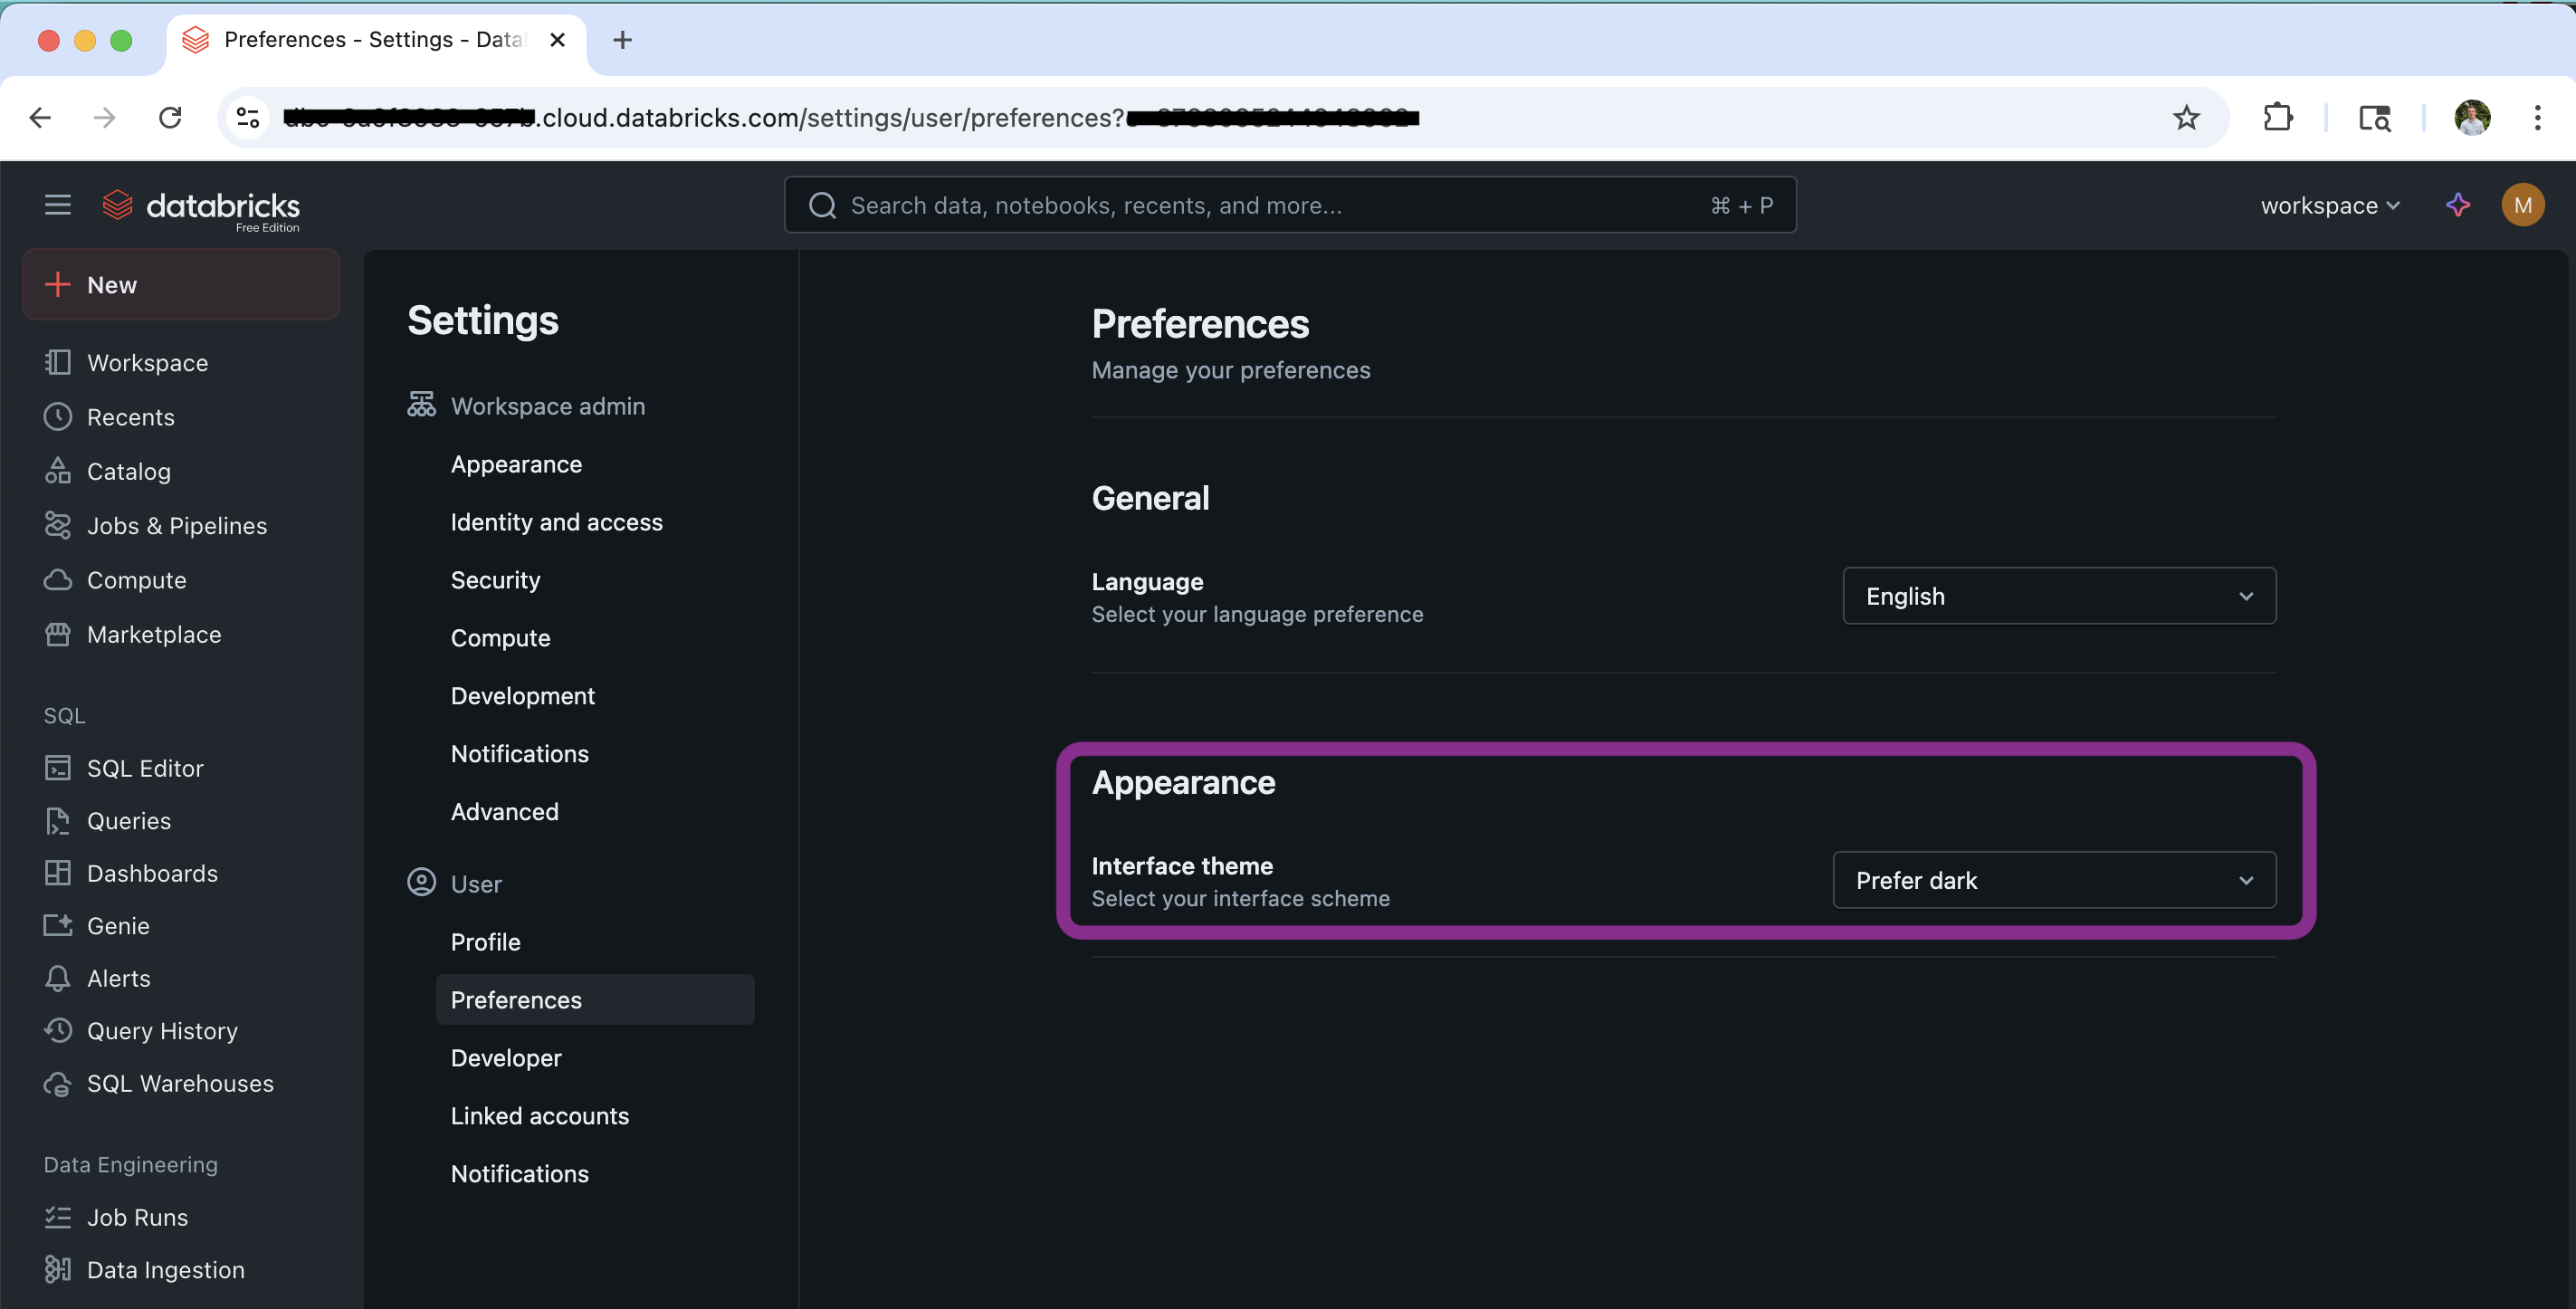 Preferences - Settings - Data
.cloud.databricks.com/settings/user/preferences?
databricks
Free Edition
Search data, notebooks, recents, and more...
⌘ + P
workspace
M
New
Workspace
Recents
Catalog
Jobs & Pipelines
Compute
Marketplace
SQL
SQL Editor
Queries
Dashboards
Genie
Alerts
Query History
SQL Warehouses
Data Engineering
Job Runs
Data Ingestion
Settings
Workspace admin
Appearance
Identity and access
Security
Compute
Development
Notifications
Advanced
User
Profile
Preferences
Developer
Linked accounts
Notifications
Preferences
Manage your preferences
General
Language
Select your language preference
English
Appearance
Interface theme
Select your interface scheme
Prefer dark